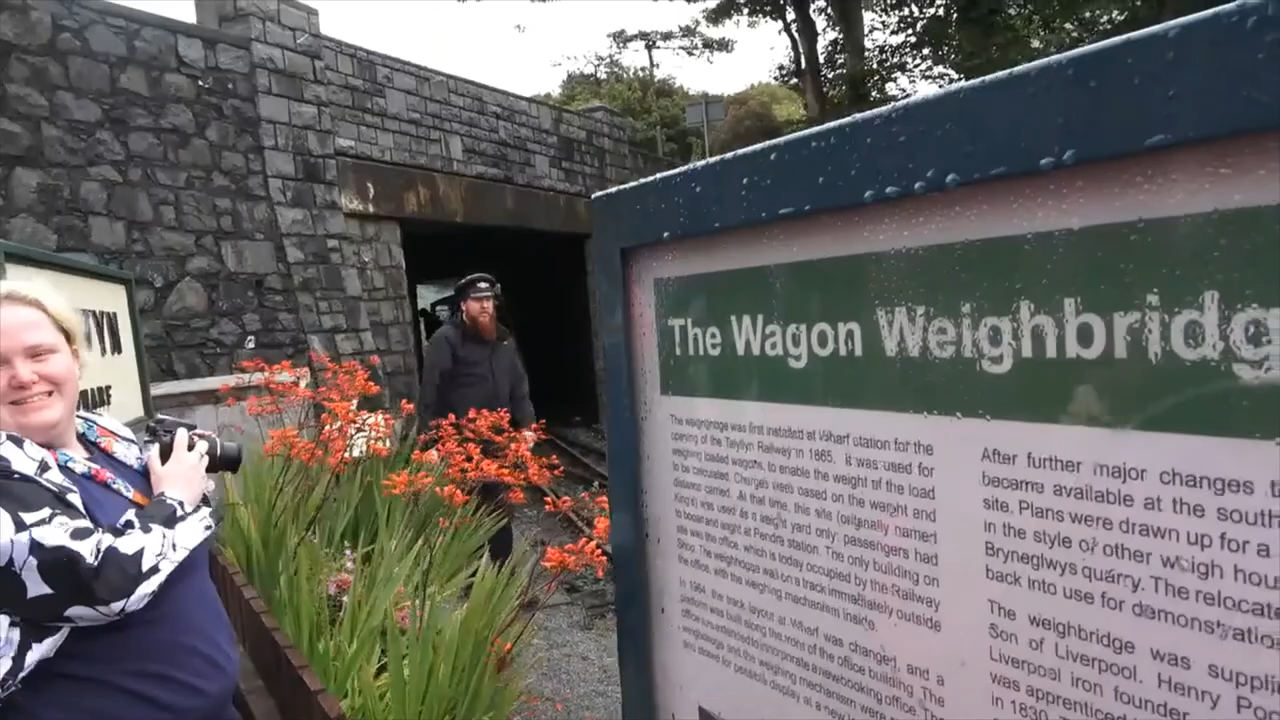 TYN
The Wagon Weighbridg
The weighbridge was first installed at Wharf station for the
opening of the Talyllyn Railway in 1865. It was used for
weighing loaded wagons, to enable the weight of the load
to be calculated. Charges were based on the weight and
distance carried. At that time, this site (originally named
King's) was used as a freight yard only: passengers had
to board and alight at Pendre station. The only building on
site was the office, which is today occupied by the Railway
Shop. The weighbridge was on a track immediately outside
the office, with the weighing mechanism inside.
In 1964, the track layout at Wharf was changed, and a
platform was built along the front of the office building. The
office was extended to incorporate a new booking office. The
weighbridge and the weighing mechanism were
and stored for possible display at a new
After further major changes t
became available at the south
site. Plans were drawn up for a
in the style of other weigh hou
Bryneglwys quarry. The relocate
back into use for demonstration
The weighbridge was suppli
Son of Liverpool. Henry Poo
Liverpool iron founder
was apprenticed
in 1830.